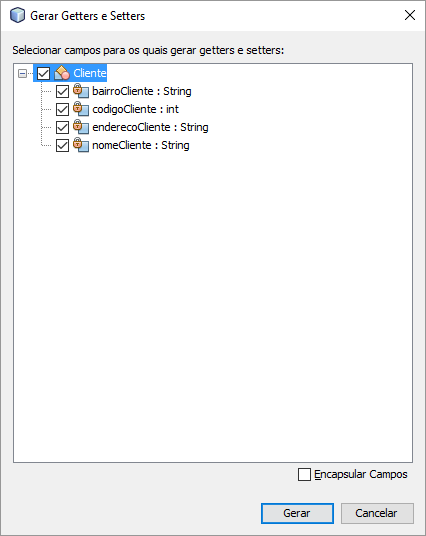 Gerar Getters e Setters
Selecionar campos para os quais gerar getters e setters:
Cliente
bairroCliente : String
codigoCliente : int
enderecoCliente : String
nomeCliente : String
Encapsular Campos
Gerar
Cancelar